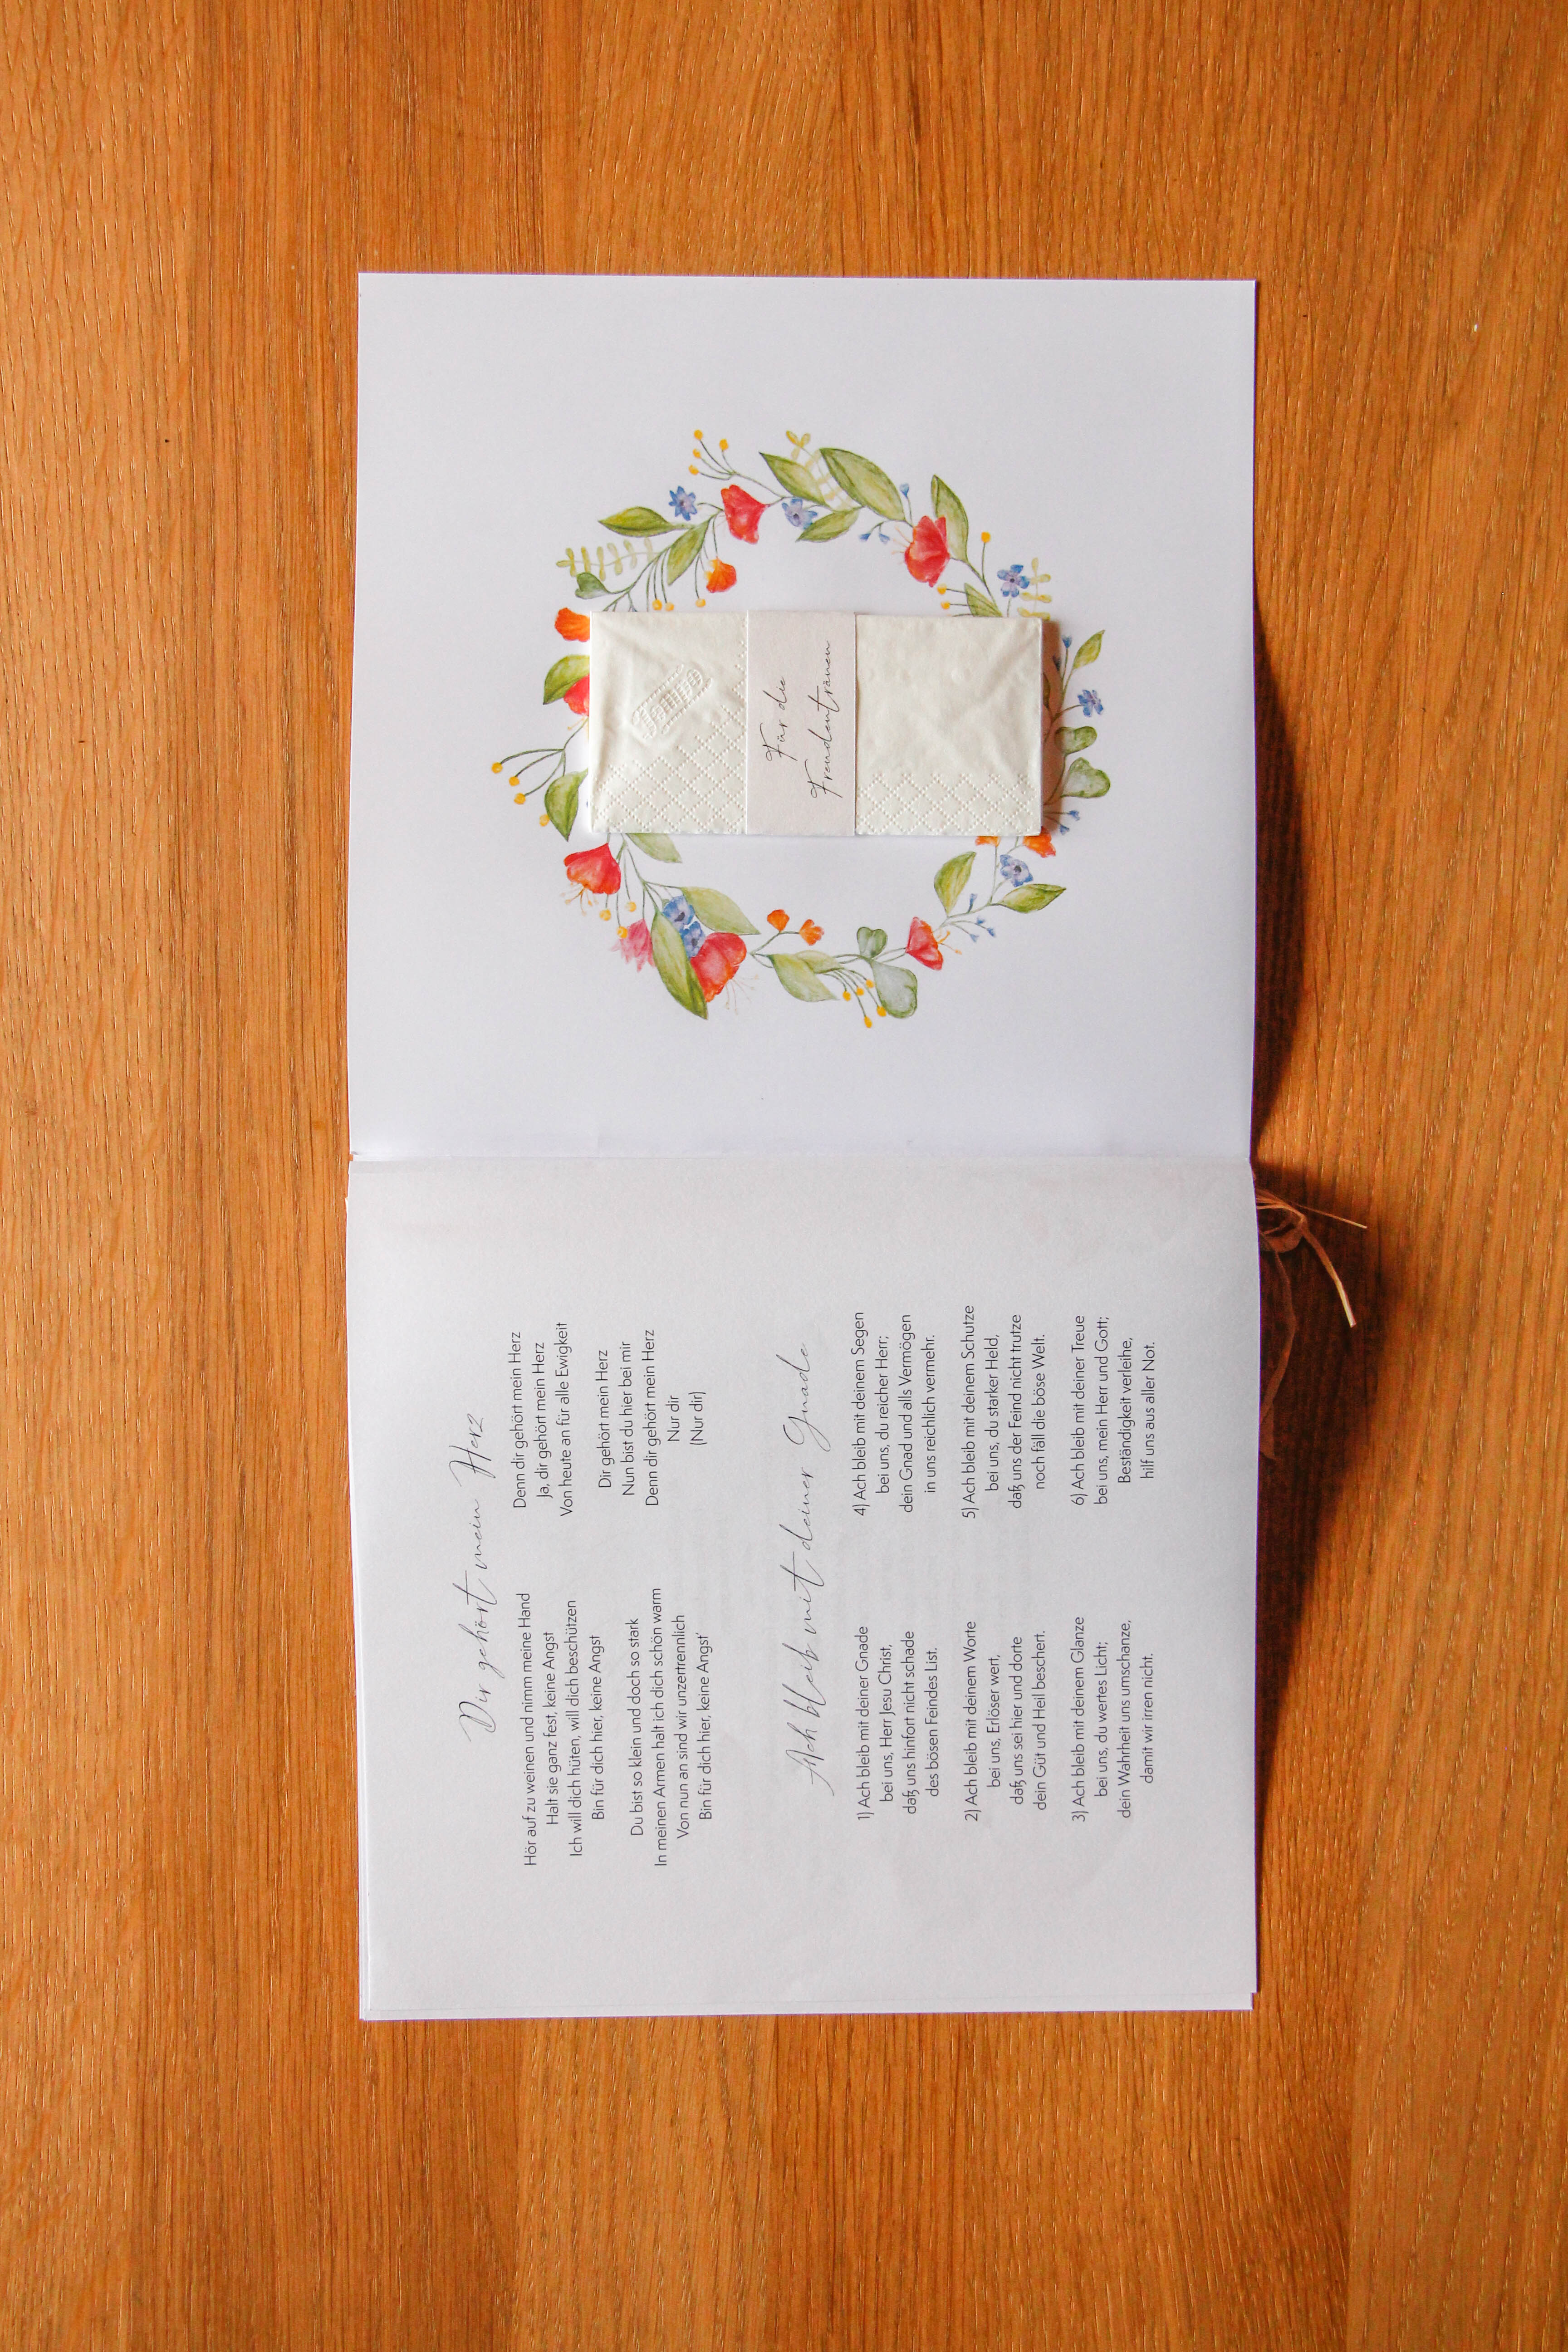 Dir gehört mein Herz
Hör auf zu weinen und nimm meine Hand
Halt sie ganz fest, keine Angst
Ich will dich hüten, will dich beschützen
Bin für dich hier, keine Angst
Du bist so klein und doch so stark
In meinen Armen halt ich dich schön warm
Von nun an sind wir unzertrennlich
Bin für dich hier, keine Angst'
Denn dir gehört mein Herz
Ja, dir gehört mein Herz
Von heute an für alle Ewigkeit
Dir gehört mein Herz
Nun bist du hier bei mir
Denn dir gehört mein Herz
Nur dir
(Nur dir)
Ach bleib mit deiner Gnade
1) Ach bleib mit deiner Gnade
bei uns, Herr Jesu Christ,
daß uns hinfort nicht schade
des bösen Feindes List.
2) Ach bleib mit deinem Worte
bei uns, Erlöser wert,
daß uns sei hier und dorte
dein Güt und Heil beschert.
3) Ach bleib mit deinem Glanze
bei uns, du wertes Licht;
dein Wahrheit uns umschanze,
damit wir irren nicht.
4) Ach bleib mit deinem Segen
bei uns, du reicher Herr;
dein Gnad und alls Vermögen
in uns reichlich vermehr.
5) Ach bleib mit deinem Schutze
bei uns, du starker Held,
daß uns der Feind nicht trutze
noch fäll die böse Welt.
6) Ach bleib mit deiner Treue
bei uns, mein Herr und Gott;
Beständigkeit verleihe,
hilf uns aus aller Not.
Für die
Freudentränen